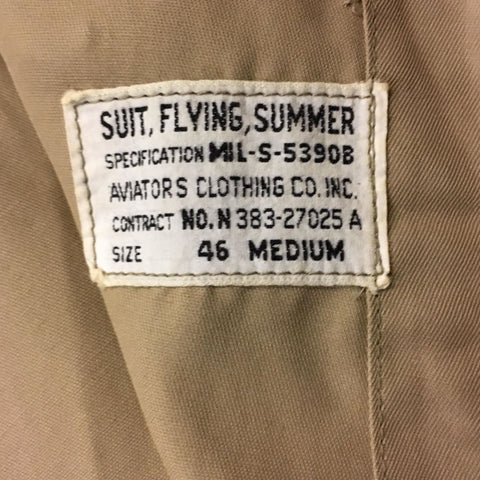 SUIT, FLYING, SUMMER
SPECIFICATION MIL-S-5390B
AVIATORS CLOTHING CO. INC.
CONTRACT NO. N 383-27025 A
SIZE 46 MEDIUM